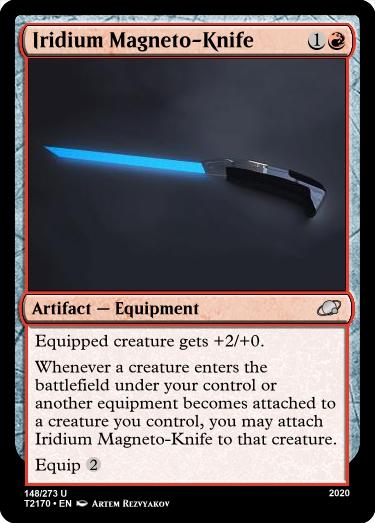 Iridium Magneto-Knife 1
Artifact — Equipment
Equipped creature gets +2/+0.
Whenever a creature enters the
battlefield under your control or
another equipment becomes attached to
a creature you control, you may attach
Iridium Magneto-Knife to that creature.
Equip 2
148/273 U 2020
T2170 • EN Artem Rezvyakov